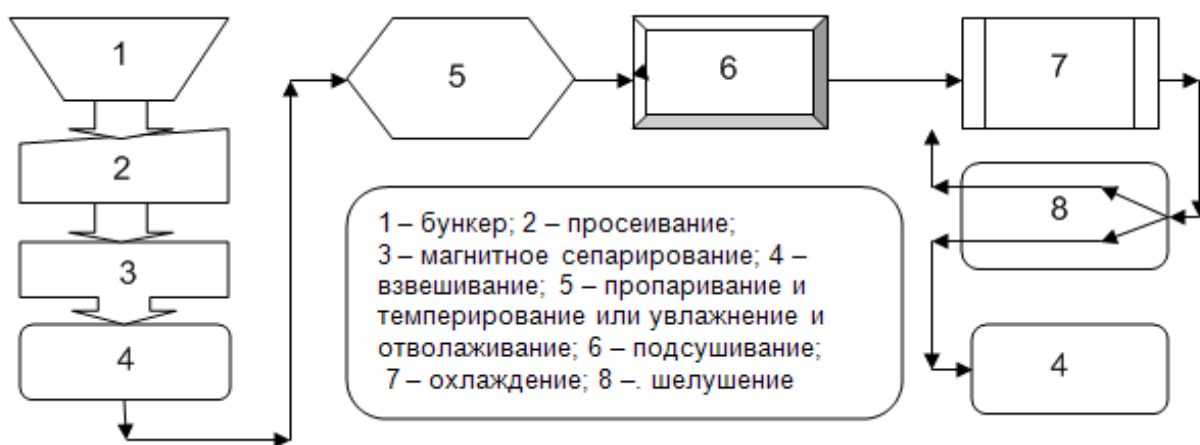 1
2
3
4
5
6
7
8
4
1 – бункер; 2 – просеивание;
3 – магнитное сепарирование; 4 –
взвешивание; 5 – пропаривание и
темперирование или увлажнение и
отволаживание; 6 – подсушивание;
7 – охлаждение; 8 –. шелушение